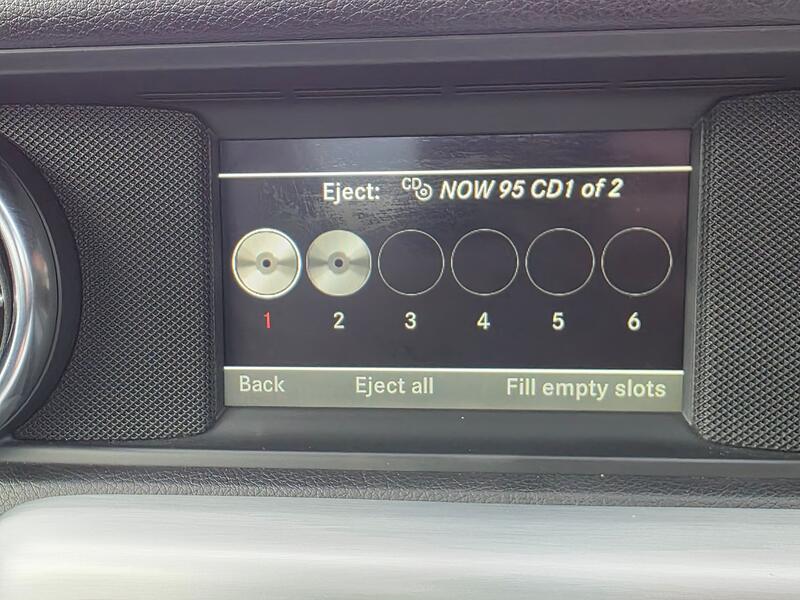 Eject: CD NOW 95 CD1 of 2
1 2 3 4 5 6
Back Eject all Fill empty slots